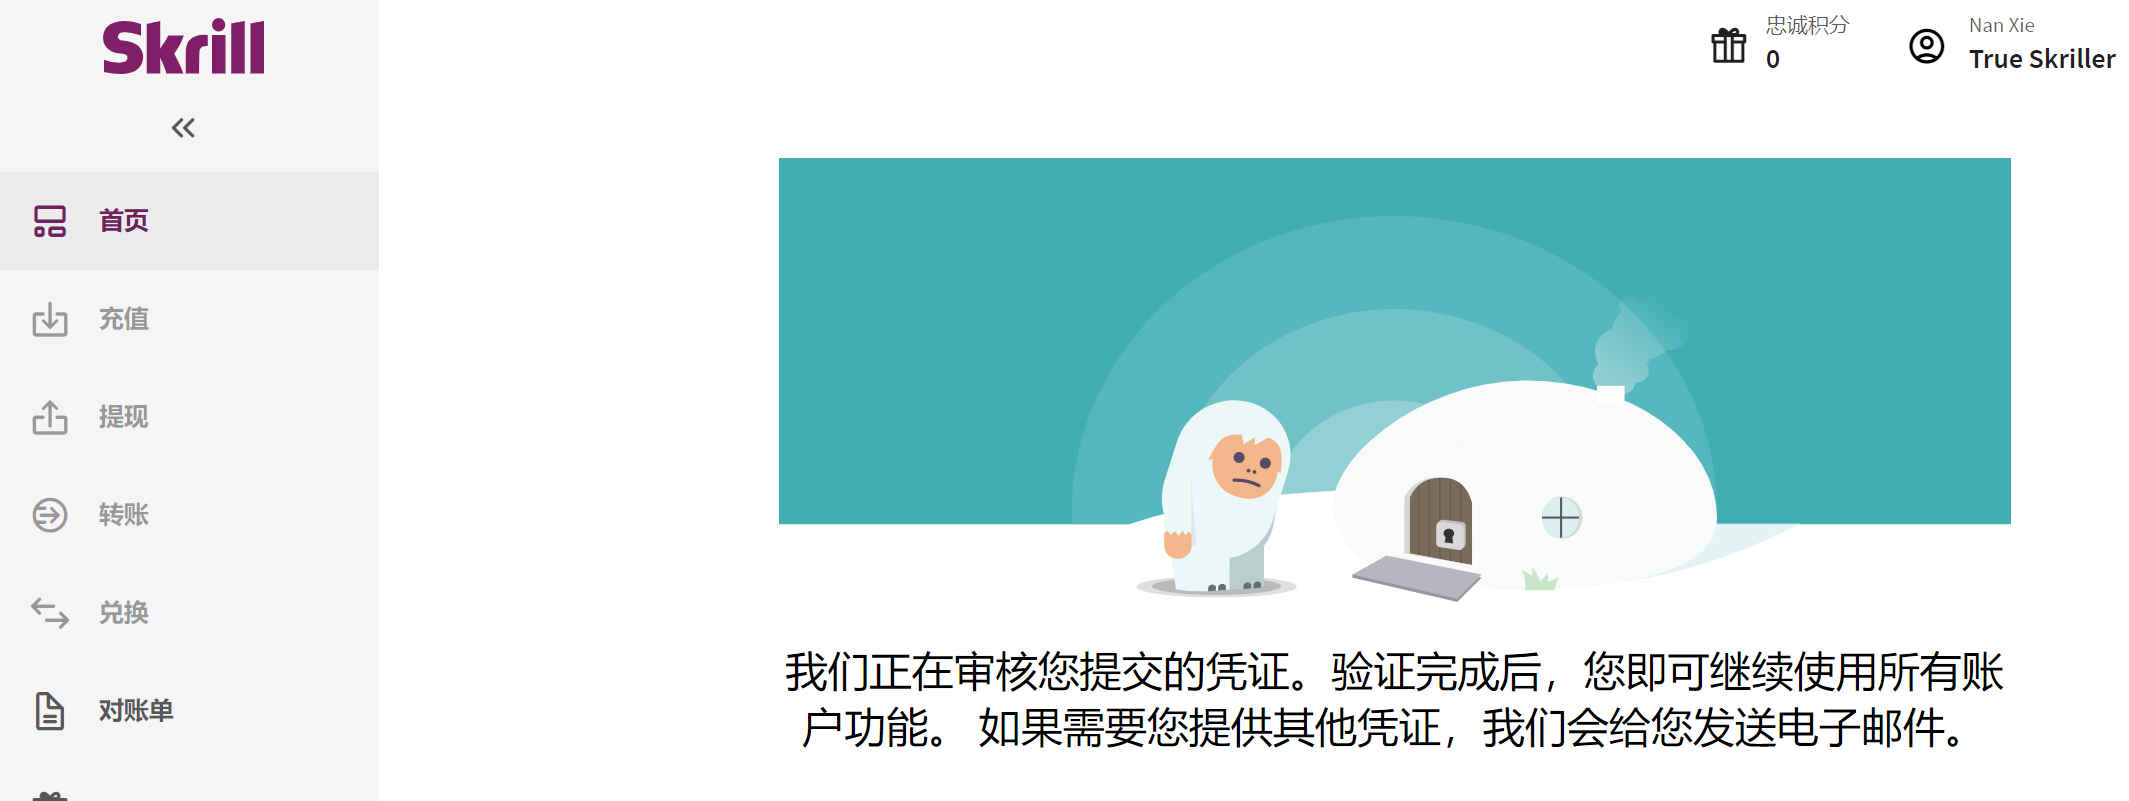 Skrill
忠诚积分
0
Nan Xie
True Skriller
首页
充值
提现
转账
兑换
对账单
我们正在审核您提交的凭证。验证完成后，您即可继续使用所有账
户功能。 如果需要您提供其他凭证，我们会给您发送电子邮件。